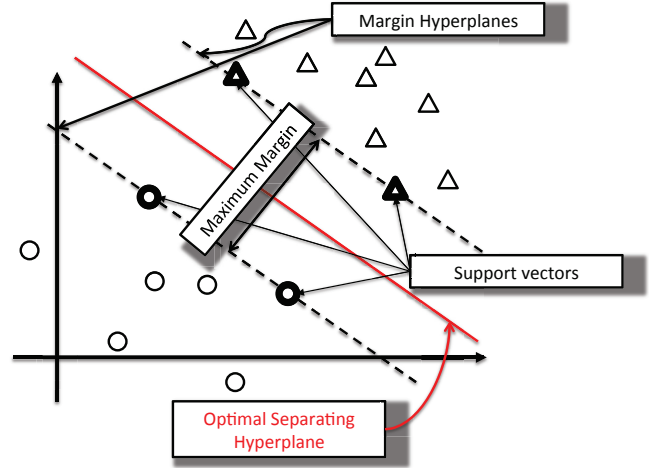 Margin Hyperplanes
Maximum Margin
Support vectors
Optimal Separating
Hyperplane